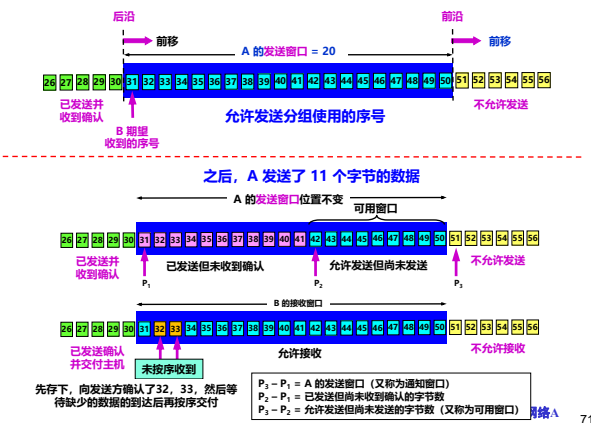 后沿
前沿
前移
A 的发送窗口 = 20
前移
26 27 28 29 30 31 32 33 34 35 36 37 38 39 40 41 42 43 44 45 46 47 48 49 50 51 52 53 54 55 56
已发送并
收到确认
允许发送分组使用的序号
不允许发送
B 期望
收到的序号
之后，A 发送了 11 个字节的数据
A 的发送窗口位置不变
可用窗口
26 27 28 29 30 31 32 33 34 35 36 37 38 39 40 41 42 43 44 45 46 47 48 49 50 51 52 53 54 55 56
已发送并
收到确认
已发送但未收到确认
允许发送但尚未发送
不允许发送
P1
P2
P3
B 的接收窗口
26 27 28 29 30 31 32 33 34 35 36 37 38 39 40 41 42 43 44 45 46 47 48 49 50 51 52 53 54 55 56
已发送确认
并交付主机
允许接收
不允许接收
未按序收到
先存下，向发送方确认了32，33，然后等
待缺少的数据的到达后再按序交付
P3 – P1 = A 的发送窗口（又称为通知窗口）
P2 – P1 = 已发送但尚未收到确认的字节数
P3 – P2 = 允许发送但尚未发送的字节数（又称为可用窗口）
网络A
71